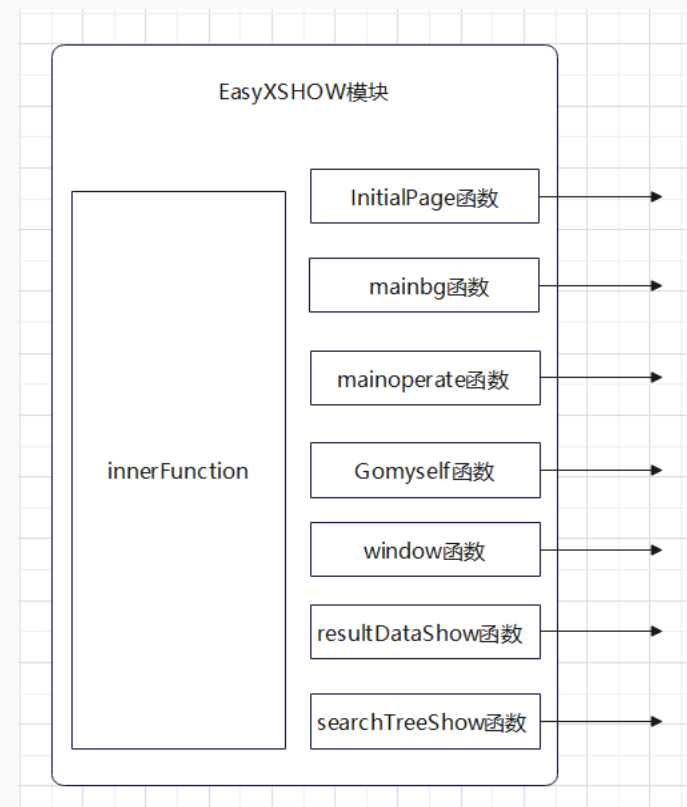 EasyXSHOW模块
InitialPage函数
mainbg函数
mainoperate函数
innerFunction
Gomyself函数
window函数
resultDataShow函数
searchTreeShow函数